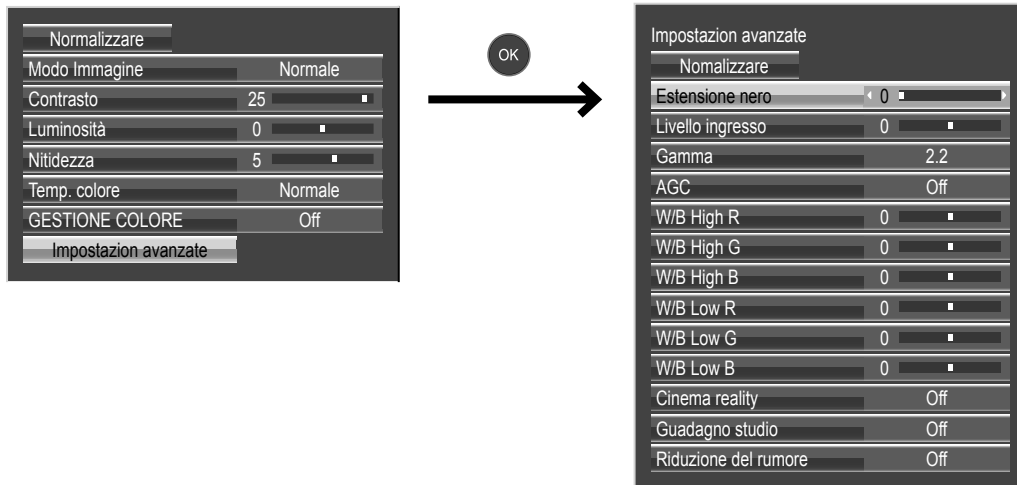 Normalizzare
Modo Immagine Normale
Contrasto 25
Luminosità 0
Nitidezza 5
Temp. colore Normale
GESTIONE COLORE Off
Impostazion avanzate
OK
Impostazion avanzate
Nomalizzare
Estensione nero 0
Livello ingresso 0
Gamma 2.2
AGC Off
W/B High R 0
W/B High G 0
W/B High B 0
W/B Low R 0
W/B Low G 0
W/B Low B 0
Cinema reality Off
Guadagno studio Off
Riduzione del rumore Off